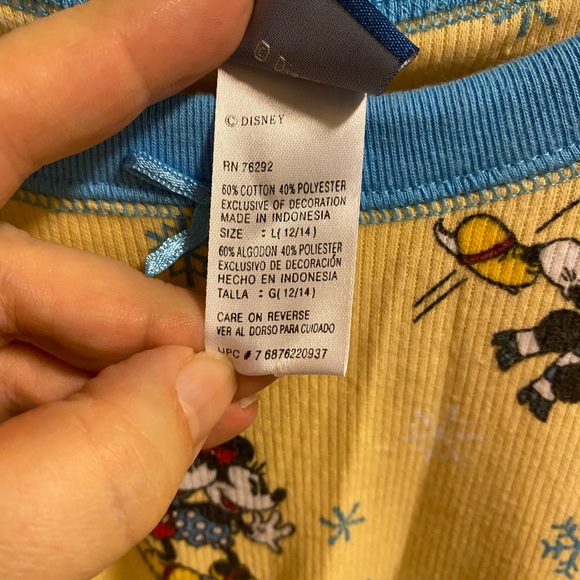 © D
© DISNEY
RN 76292
60% COTTON 40% POLYESTER
EXCLUSIVE OF DECORATION
MADE IN INDONESIA
SIZE : L(12/14)
60% ALGODON 40% POLIESTER
EXCLUSIVO DE DECORACIÓN
HECHO EN INDONESIA
TALLA : G(12/14)
CARE ON REVERSE
VER AL DORSO PARA CUIDADO
UPC # 7 6876220937